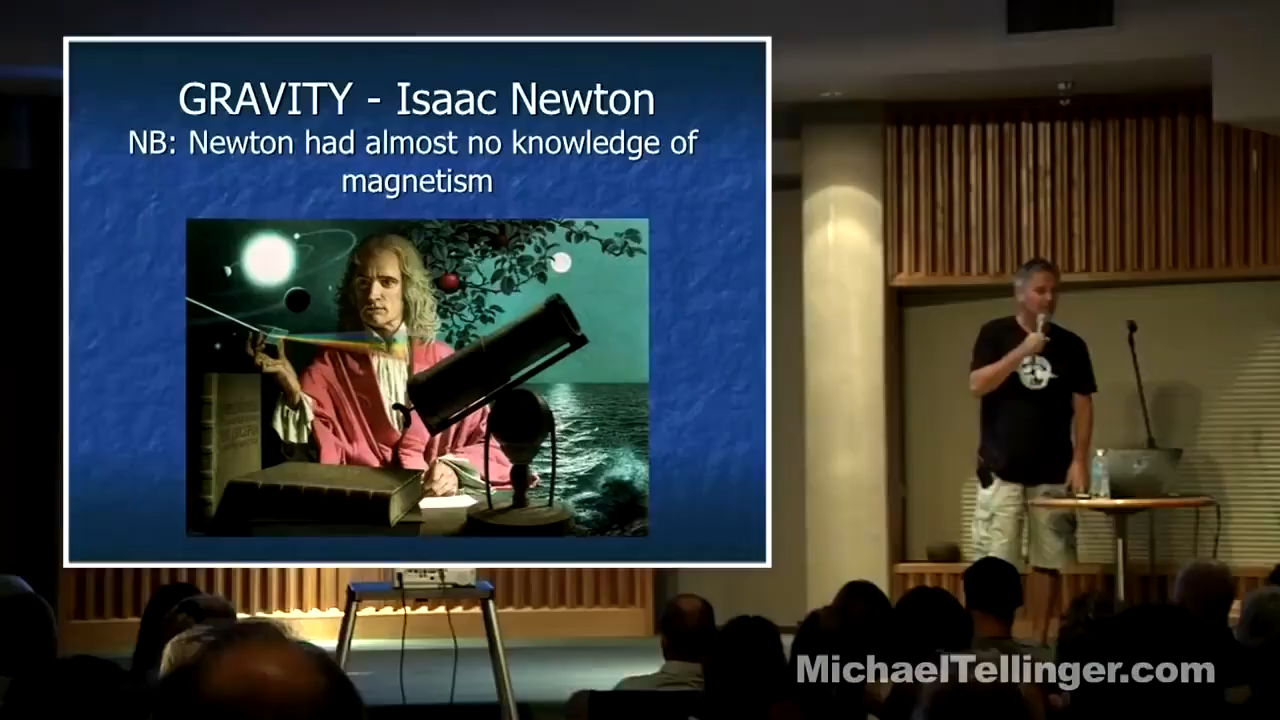 GRAVITY - Isaac Newton
NB: Newton had almost no knowledge of
magnetism
MichaelTellinger.com